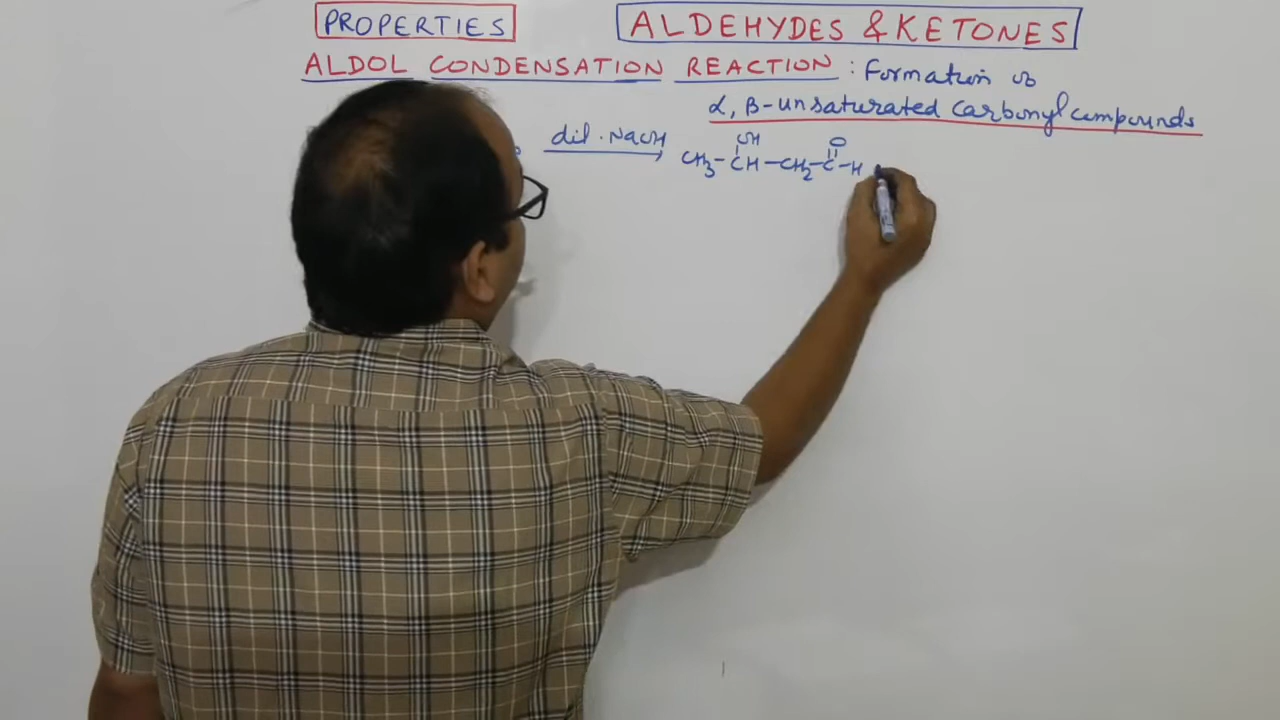 PROPERTIES ALDEHYDES & KETONES
ALDOL CONDENSATION REACTION : Formation of
α, β-unsaturated carbonyl compounds
dil. NaOH OH O
CH3-CH-CH2-C-H